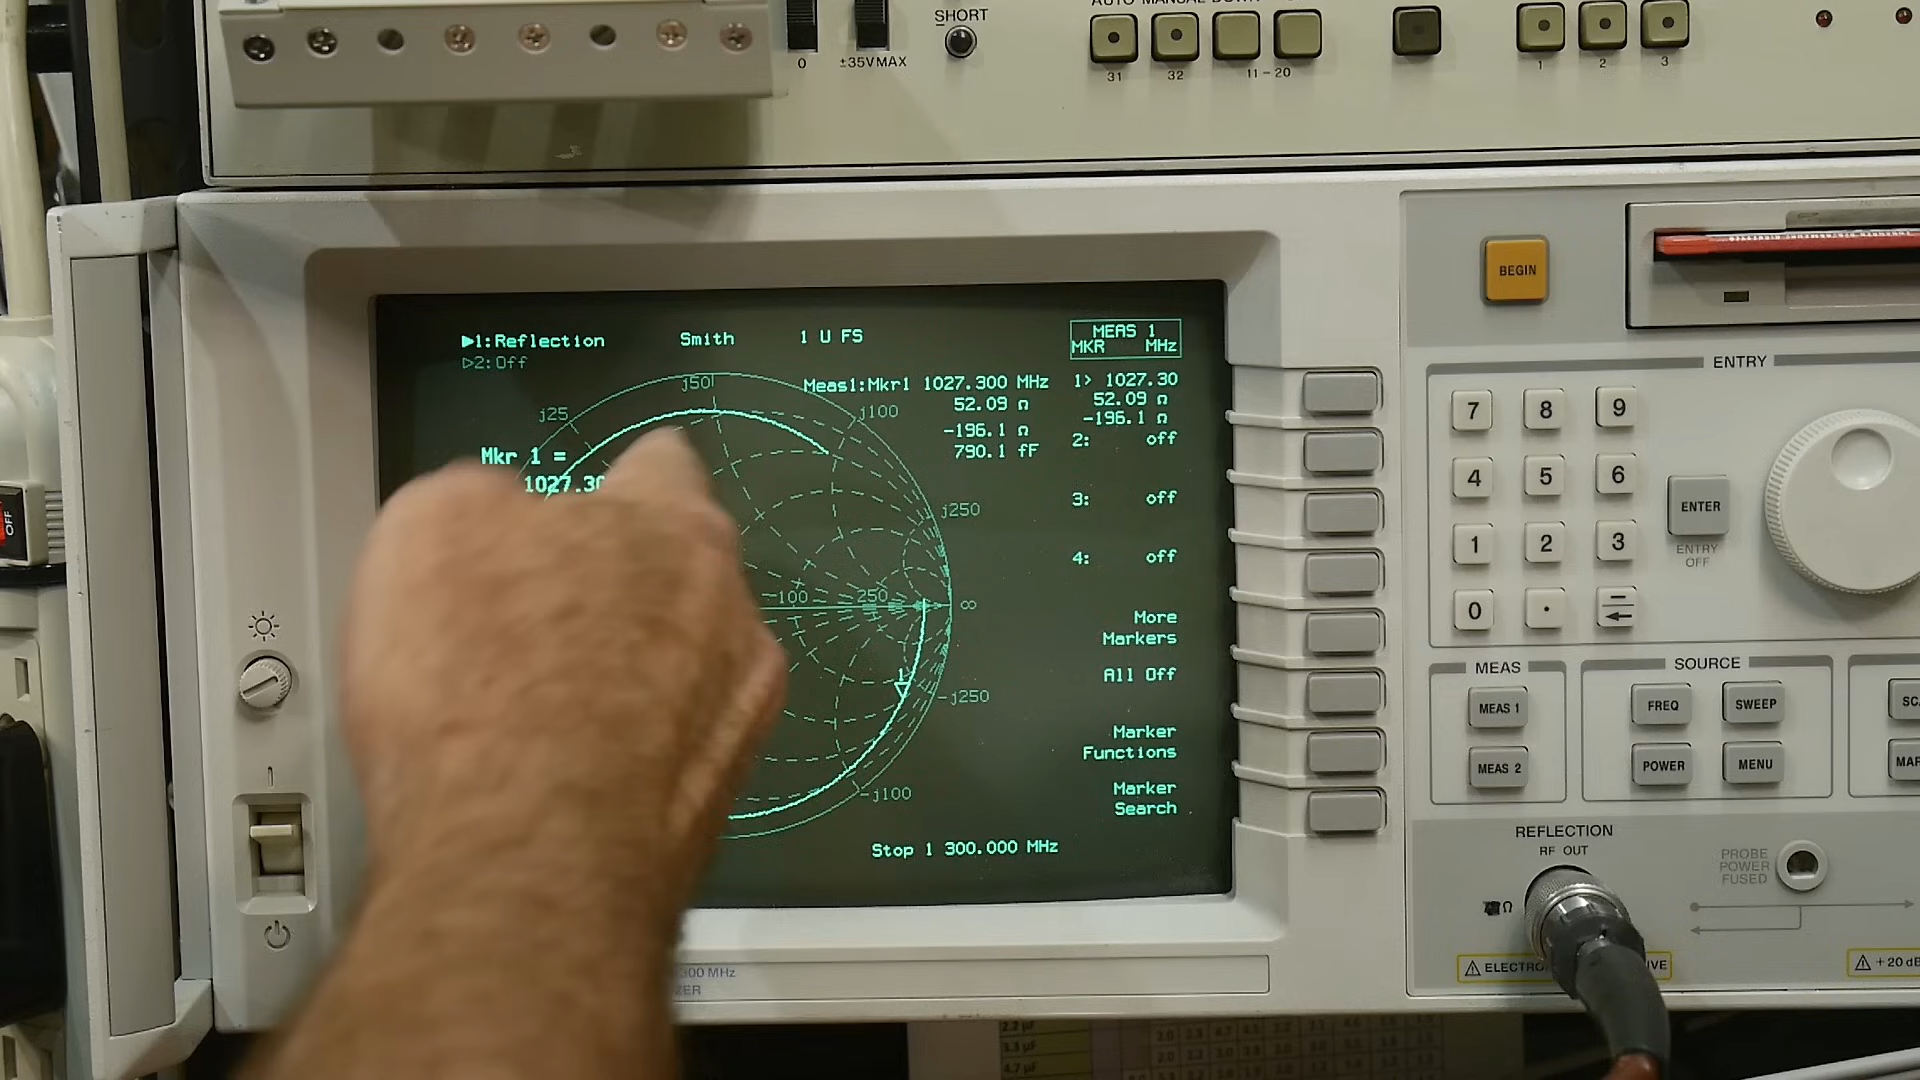 SHORT
AUTO MANUAL DOWN
0
±35VMAX
31
32
11-20
1
2
3
BEGIN
▶1:Reflection
Smith
1 U FS
▷2:Off
MEAS 1
MKR MHz
j25
j50
j100
j250
100
250
∞
-j250
-j100
Meas1:Mkr1 1027.300 MHz
52.09 Ω
-196.1 Ω
790.1 fF
Mkr 1 =
1027.30
1> 1027.30
52.09 Ω
-196.1 Ω
2: off
3: off
4: off
More
Markers
All Off
Marker
Functions
Marker
Search
Stop 1 300.000 MHz
ENTRY
7
8
9
4
5
6
1
2
3
0
.
ENTER
ENTRY
OFF
MEAS
MEAS 1
MEAS 2
SOURCE
FREQ
SWEEP
POWER
MENU
REFLECTION
RF OUT
Ω
PROBE
POWER
FUSED
+20 dB
300 MHz
ZER
OFF
2.2 µF
3.3 µF
4.7 µF